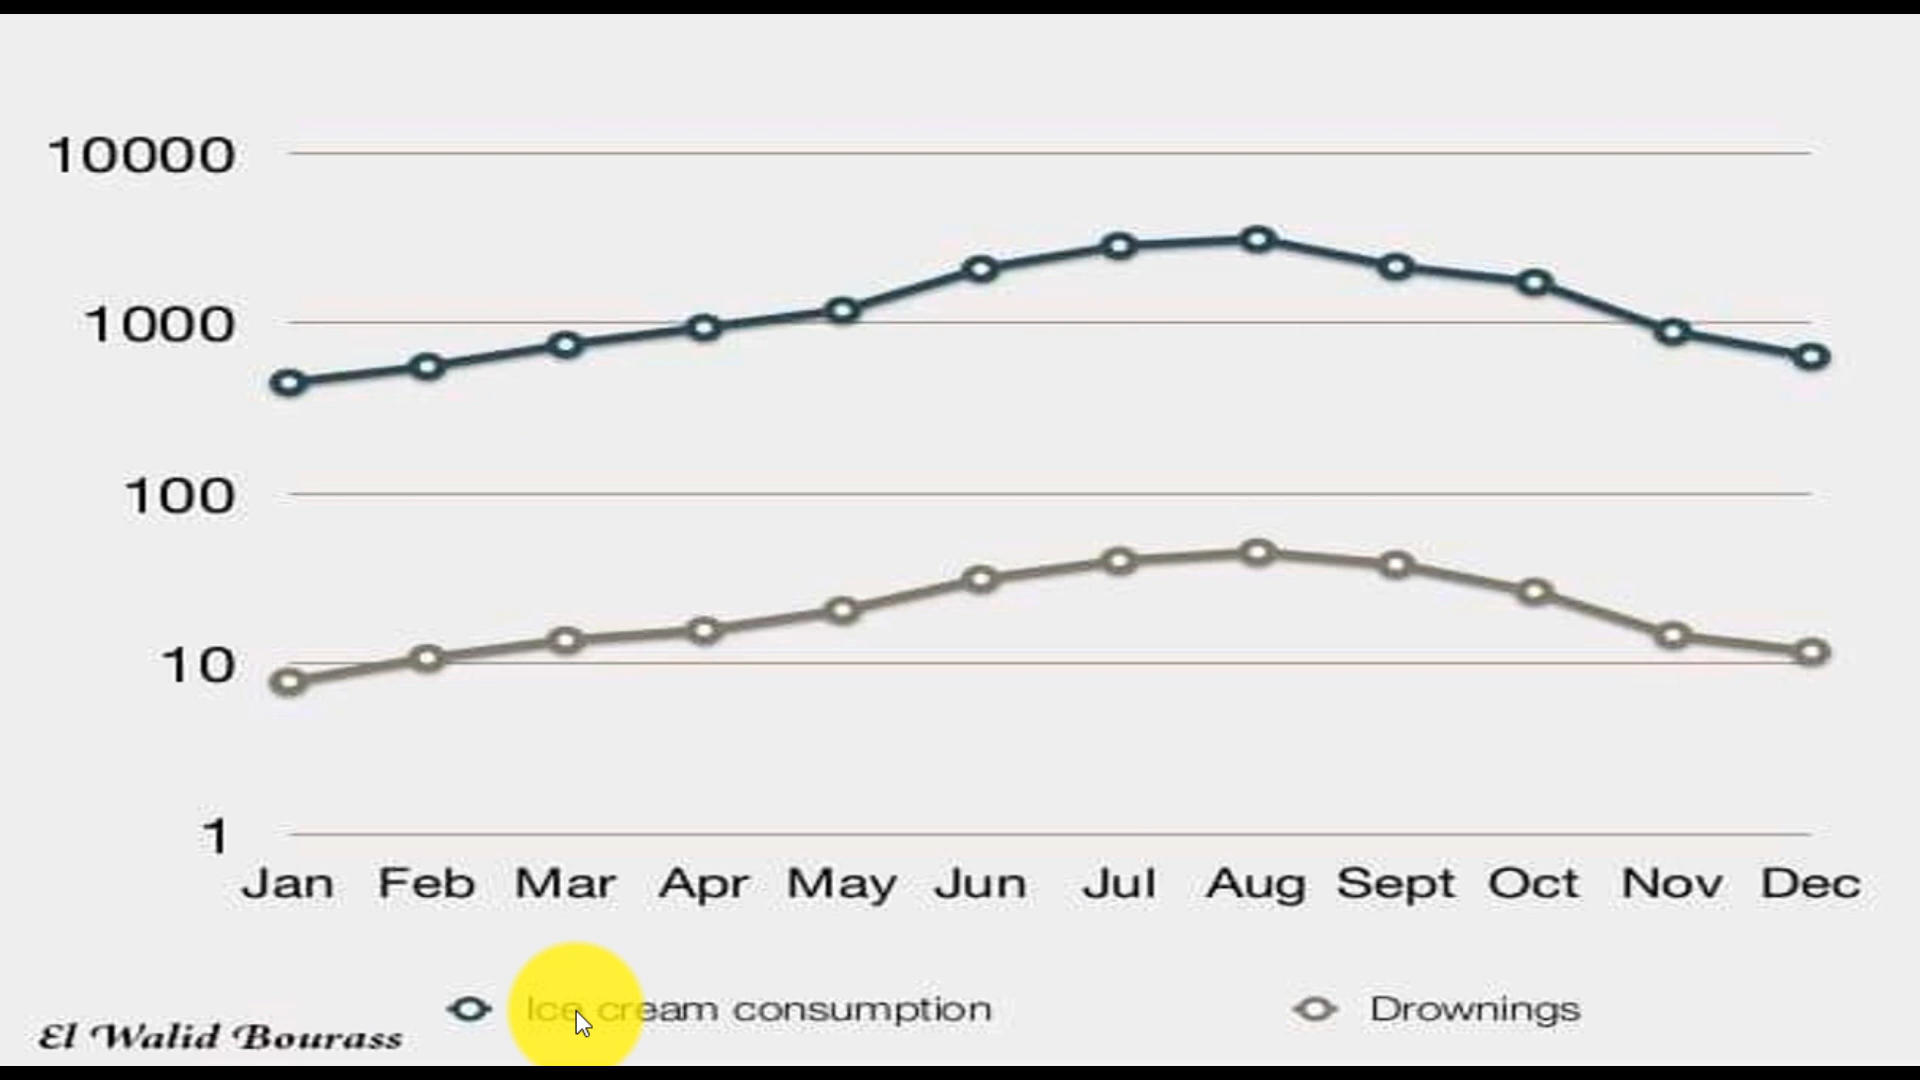 10000
1000
100
10
1
Jan Feb Mar Apr May Jun Jul Aug Sept Oct Nov Dec
Ice cream consumption Drownings
El Walid Bourass